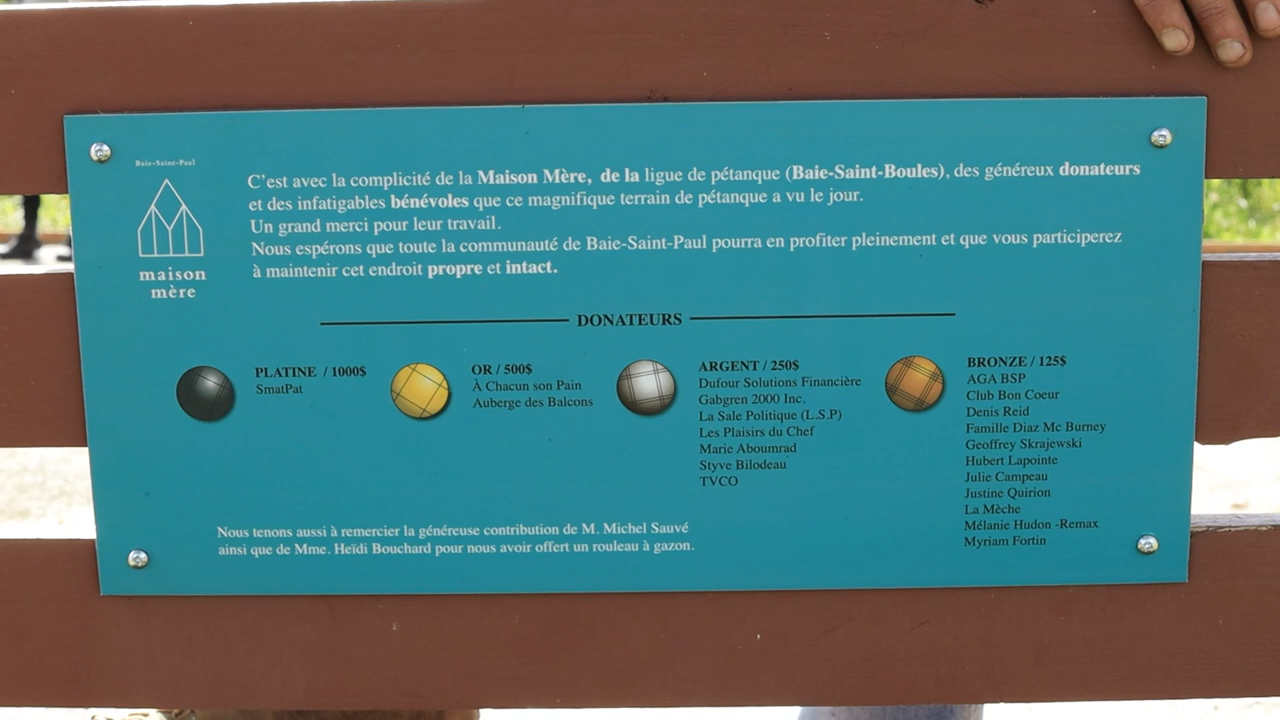 Baie-Saint-Paul
maison
mère
C'est avec la complicité de la Maison Mère, de la ligue de pétanque (Baie-Saint-Boules), des généreux donateurs
et des infatigables bénévoles que ce magnifique terrain de pétanque a vu le jour.
Un grand merci pour leur travail.
Nous espérons que toute la communauté de Baie-Saint-Paul pourra en profiter pleinement et que vous participerez
à maintenir cet endroit propre et intact.
DONATEURS
PLATINE / 1000$
SmatPat
OR / 500$
À Chacun son Pain
Auberge des Balcons
ARGENT / 250$
Dufour Solutions Financière
Gabgren 2000 Inc.
La Sale Politique (L.S.P)
Les Plaisirs du Chef
Marie Aboumrad
Styve Bilodeau
TVCO
BRONZE / 125$
AGA BSP
Club Bon Coeur
Denis Reid
Famille Diaz Mc Burney
Geoffrey Skrajewski
Hubert Lapointe
Julie Campeau
Justine Quirion
La Mèche
Mélanie Hudon -Remax
Myriam Fortin
Nous tenons aussi à remercier la généreuse contribution de M. Michel Sauvé
ainsi que de Mme. Heïdi Bouchard pour nous avoir offert un rouleau à gazon.